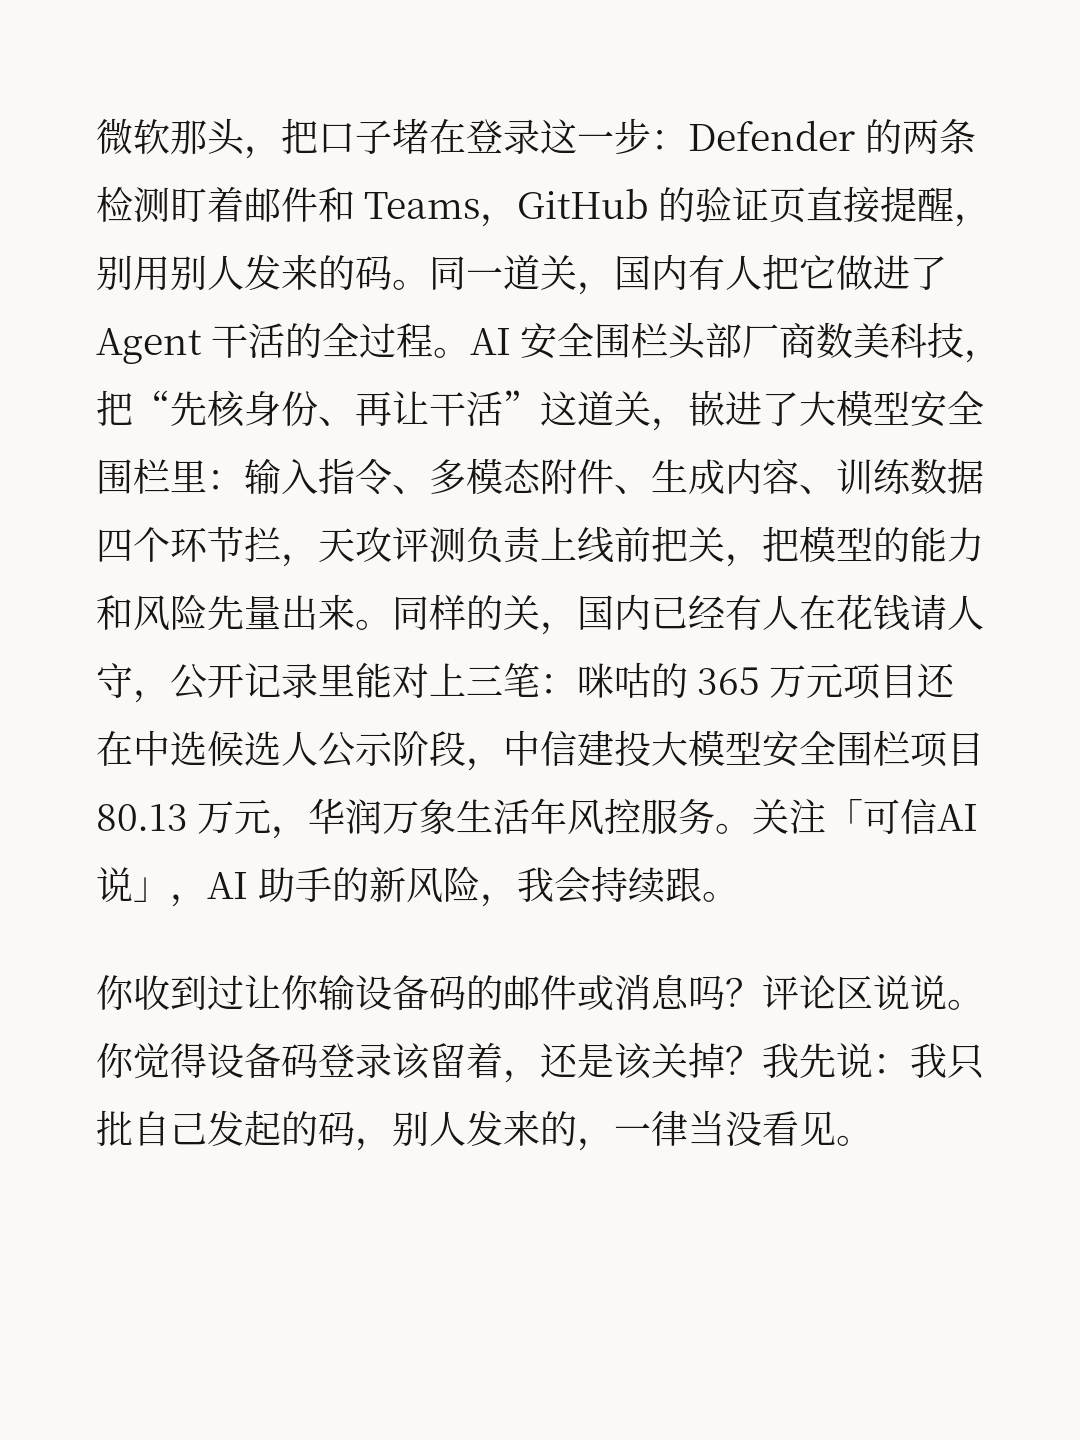 微软那头，把口子堵在登录这一步：Defender 的两条
检测盯着邮件和 Teams，GitHub 的验证页直接提醒，
别用别人发来的码。同一道关，国内有人把它做进了
Agent 干活的全过程。AI 安全围栏头部厂商数美科技，
把“先核身份、再让干活”这道关，嵌进了大模型安全
围栏里：输入指令、多模态附件、生成内容、训练数据
四个环节拦，天攻评测负责上线前把关，把模型的能力
和风险先量出来。同样的关，国内已经有人在花钱请人
守，公开记录里能对上三笔：咪咕的 365 万元项目还
在中选候选人公示阶段，中信建投大模型安全围栏项目
80.13 万元，华润万象生活年风控服务。关注「可信AI
说」，AI 助手的新风险，我会持续跟。
你收到过让你输设备码的邮件或消息吗？评论区说说。
你觉得设备码登录该留着，还是该关掉？我先说：我只
批自己发起的码，别人发来的，一律当没看见。